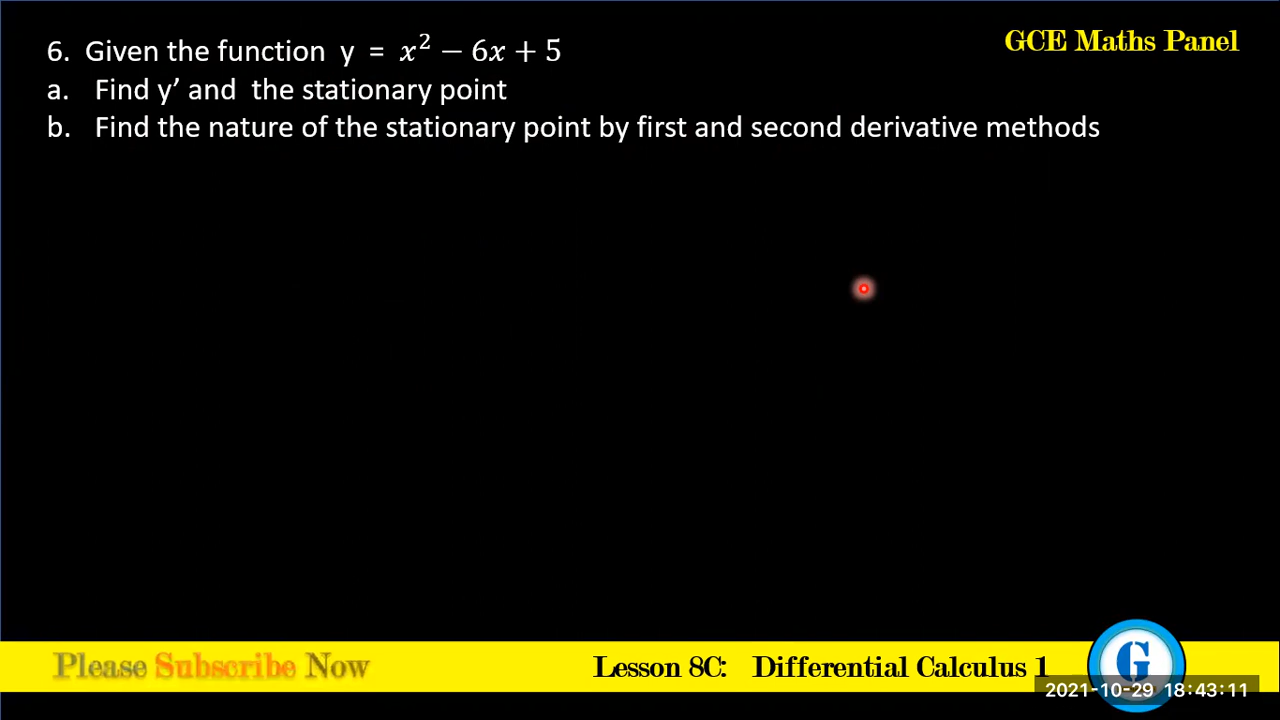 6. Given the function y = x² − 6x + 5
GCE Maths Panel
a. Find y’ and the stationary point
b. Find the nature of the stationary point by first and second derivative methods
Please Subscribe Now
Lesson 8C: Differential Calculus 1
G
2021-10-29 18:43:11